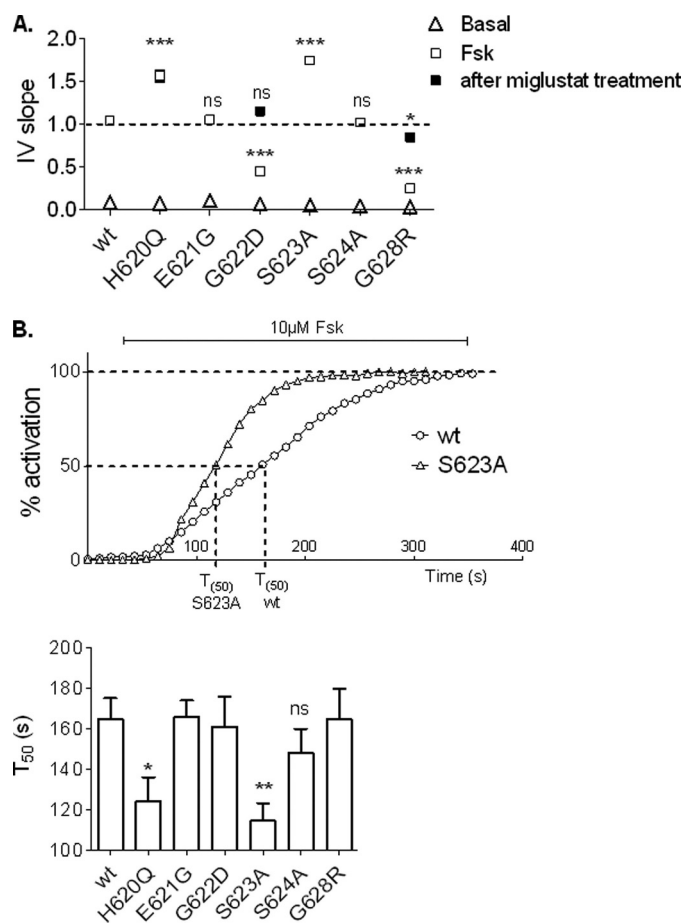 A.
Basal
Fsk
after miglustat treatment
IV slope
2.0
1.5
1.0
0.5
0.0
***
ns
ns
***
***
ns
*
***
wt
H620Q
E621G
G622D
S623A
S624A
G628R
B.
10µM Fsk
% activation
100
50
0
wt
S623A
100
200
300
400
T(50)
S623A
T(50)
wt
Time (s)
T50 (s)
200
180
160
140
120
100
*
**
ns
wt
H620Q
E621G
G622D
S623A
S624A
G628R